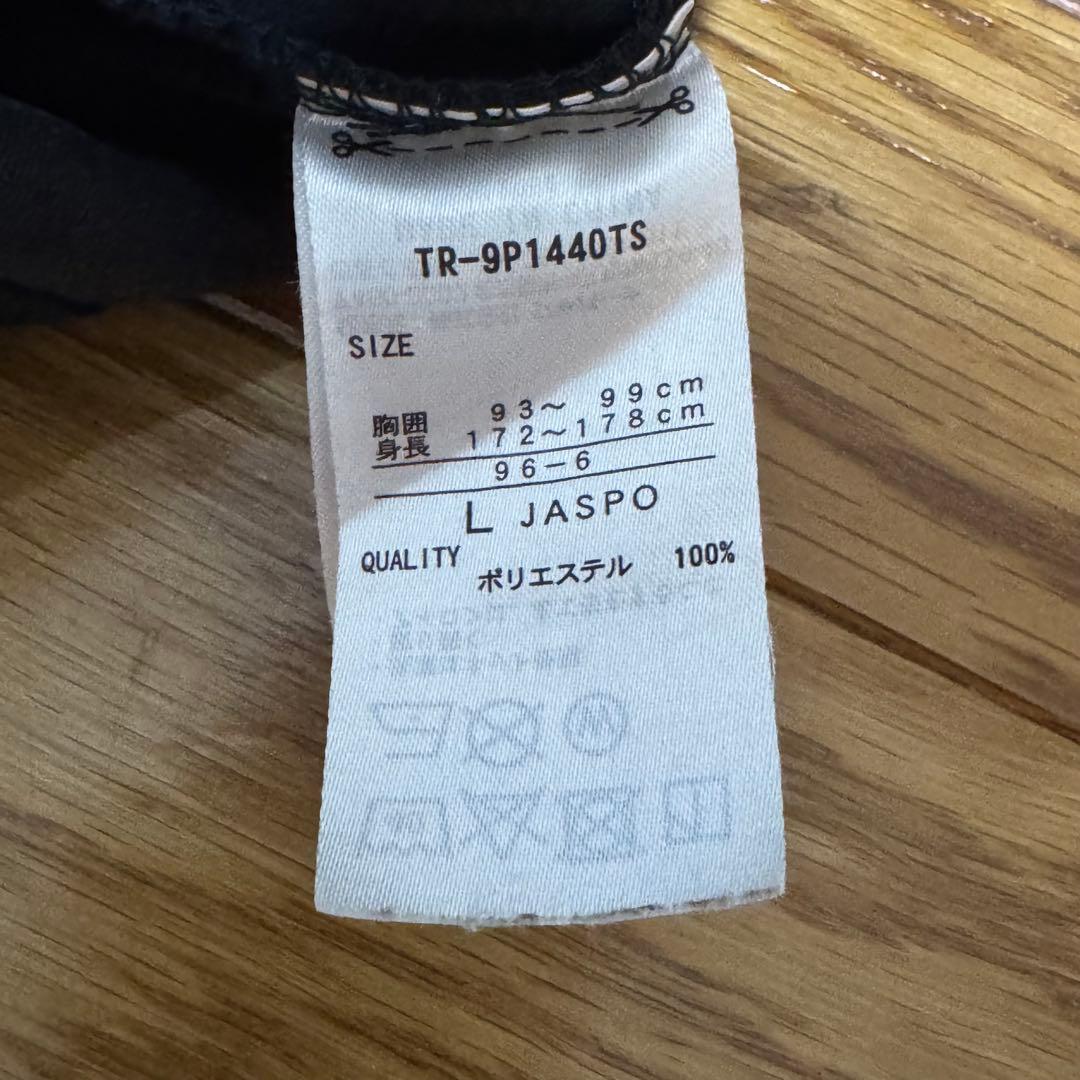 TR-9P1440TS
SIZE
胸囲 93～ 99cm
身長 172～178cm
96－6
L JASPO
QUALITY
ポリエステル 100%